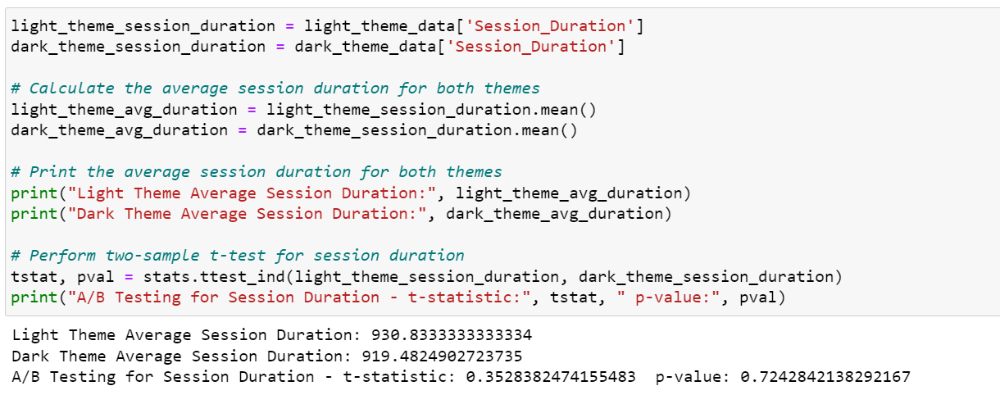 light_theme_session_duration = light_theme_data['Session_Duration']
dark_theme_session_duration = dark_theme_data['Session_Duration']
# Calculate the average session duration for both themes
light_theme_avg_duration = light_theme_session_duration.mean()
dark_theme_avg_duration = dark_theme_session_duration.mean()
# Print the average session duration for both themes
print("Light Theme Average Session Duration:", light_theme_avg_duration)
print("Dark Theme Average Session Duration:", dark_theme_avg_duration)
# Perform two-sample t-test for session duration
tstat, pval = stats.ttest_ind(light_theme_session_duration, dark_theme_session_duration)
print("A/B Testing for Session Duration - t-statistic:", tstat, " p-value:", pval)
Light Theme Average Session Duration: 930.8333333333334
Dark Theme Average Session Duration: 919.4824902723735
A/B Testing for Session Duration - t-statistic: 0.3528382474155483  p-value: 0.7242842138292167